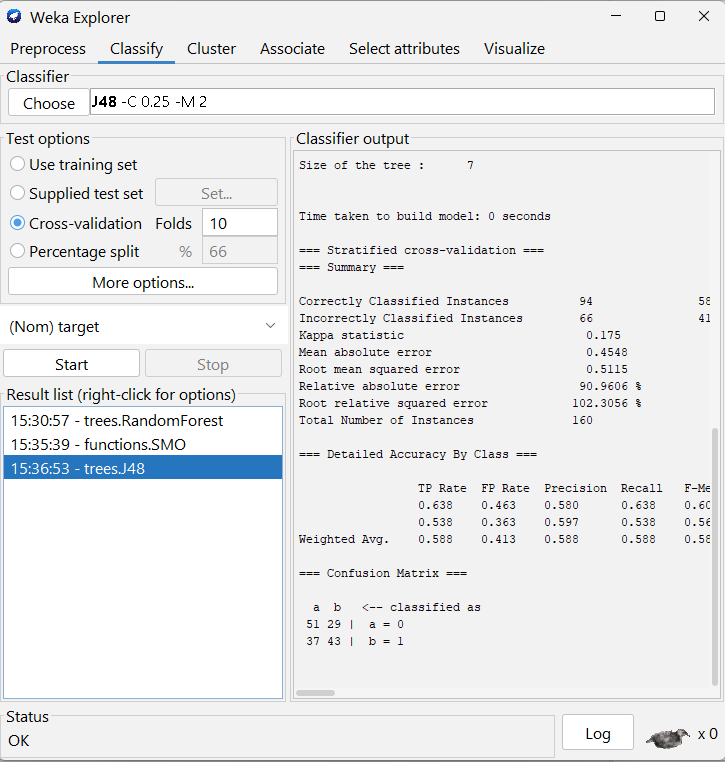 Weka Explorer
Preprocess Classify Cluster Associate Select attributes Visualize
Classifier
Choose J48 -C 0.25 -M 2
Test options
Use training set
Supplied test set Set...
Cross-validation Folds 10
Percentage split % 66
More options...
(Nom) target
Start Stop
Result list (right-click for options)
15:30:57 - trees.RandomForest
15:35:39 - functions.SMO
15:36:53 - trees.J48
Classifier output
Size of the tree : 7
Time taken to build model: 0 seconds
=== Stratified cross-validation ===
=== Summary ===
Correctly Classified Instances 94 58
Incorrectly Classified Instances 66 41
Kappa statistic 0.175
Mean absolute error 0.4548
Root mean squared error 0.5115
Relative absolute error 90.9606 %
Root relative squared error 102.3056 %
Total Number of Instances 160
=== Detailed Accuracy By Class ===
TP Rate FP Rate Precision Recall F-Me
0.638 0.463 0.580 0.638 0.60
0.538 0.363 0.597 0.538 0.56
Weighted Avg. 0.588 0.413 0.588 0.588 0.58
=== Confusion Matrix ===
a b <-- classified as
51 29 | a = 0
37 43 | b = 1
Status
OK
Log x 0